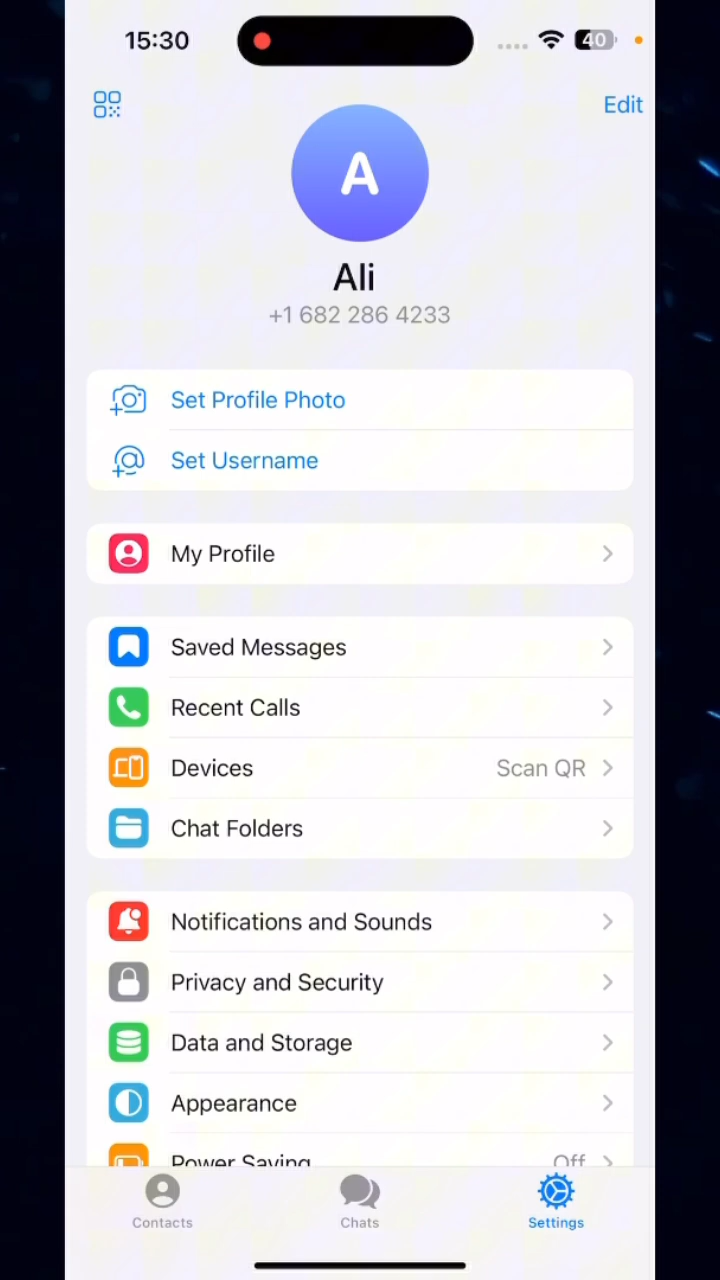 15:30
40
Edit
A
Ali
+1 682 286 4233
Set Profile Photo
Set Username
My Profile
Saved Messages
Recent Calls
Devices Scan QR
Chat Folders
Notifications and Sounds
Privacy and Security
Data and Storage
Appearance
Power Saving Off
Contacts Chats Settings